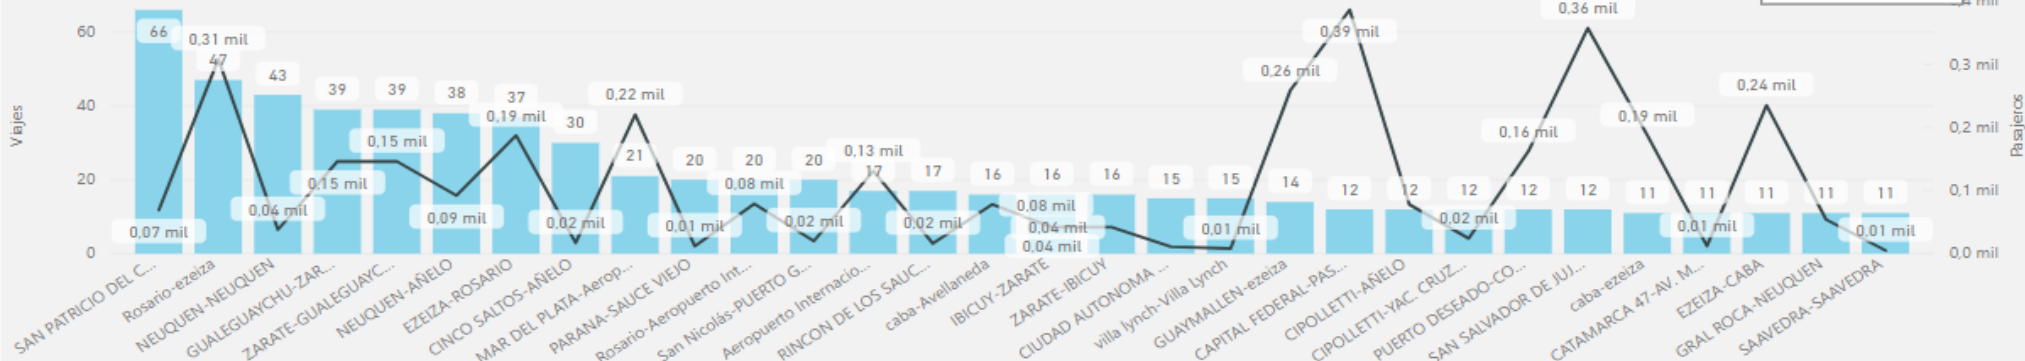 Viajes
60
40
20
0
66
47
43
39
39
38
37
30
21
20
20
20
17
17
16
16
16
15
15
14
12
12
12
12
12
11
11
11
11
11
0,07 mil
0,31 mil
0,04 mil
0,15 mil
0,15 mil
0,09 mil
0,19 mil
0,02 mil
0,22 mil
0,01 mil
0,08 mil
0,02 mil
0,13 mil
0,02 mil
0,08 mil
0,04 mil
0,04 mil
0,01 mil
0,26 mil
0,39 mil
0,02 mil
0,16 mil
0,36 mil
0,19 mil
0,01 mil
0,24 mil
0,01 mil
0,3 mil
0,2 mil
0,1 mil
0,0 mil
Pasajeros
SAN PATRICIO DEL C...
Rosario-ezeiza
NEUQUEN-NEUQUEN
GUALEGUAYCHU-ZAR...
ZARATE-GUALEGUAYC...
NEUQUEN-AÑELO
EZEIZA-ROSARIO
CINCO SALTOS-AÑELO
MAR DEL PLATA-Aerop...
PARANA-SAUCE VIEJO
Rosario-Aeropuerto Int...
San Nicolás-PUERTO G...
Aeropuerto Internacio...
RINCON DE LOS SAUC...
caba-Avellaneda
IBICUY-ZARATE
ZARATE-IBICUY
CIUDAD AUTONOMA ...
villa lynch-Villa Lynch
GUAYMALLEN-ezeiza
CAPITAL FEDERAL-PAS...
CIPOLLETTI-AÑELO
CIPOLLETTI-YAC. CRUZ...
PUERTO DESEADO-CO...
SAN SALVADOR DE JUJ...
caba-ezeiza
CATAMARCA 47-AV. M...
EZEIZA-CABA
GRAL ROCA-NEUQUEN
SAAVEDRA-SAAVEDRA